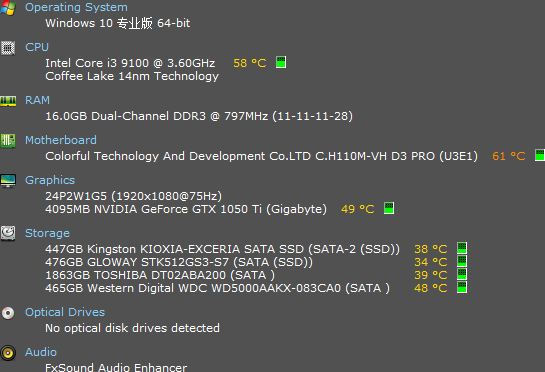 Operating System
Windows 10 专业版 64-bit
CPU
Intel Core i3 9100 @ 3.60GHz 58 °C
Coffee Lake 14nm Technology
RAM
16.0GB Dual-Channel DDR3 @ 797MHz (11-11-11-28)
Motherboard
Colorful Technology And Development Co.LTD C.H110M-VH D3 PRO (U3E1) 61 °C
Graphics
24P2W1G5 (1920x1080@75Hz)
4095MB NVIDIA GeForce GTX 1050 Ti (Gigabyte) 49 °C
Storage
447GB Kingston KIOXIA-EXCERIA SATA SSD (SATA-2 (SSD)) 38 °C
476GB GLOWAY STK512GS3-S7 (SATA (SSD)) 34 °C
1863GB TOSHIBA DT02ABA200 (SATA ) 39 °C
465GB Western Digital WDC WD5000AAKX-083CA0 (SATA ) 48 °C
Optical Drives
No optical disk drives detected
Audio
FxSound Audio Enhancer